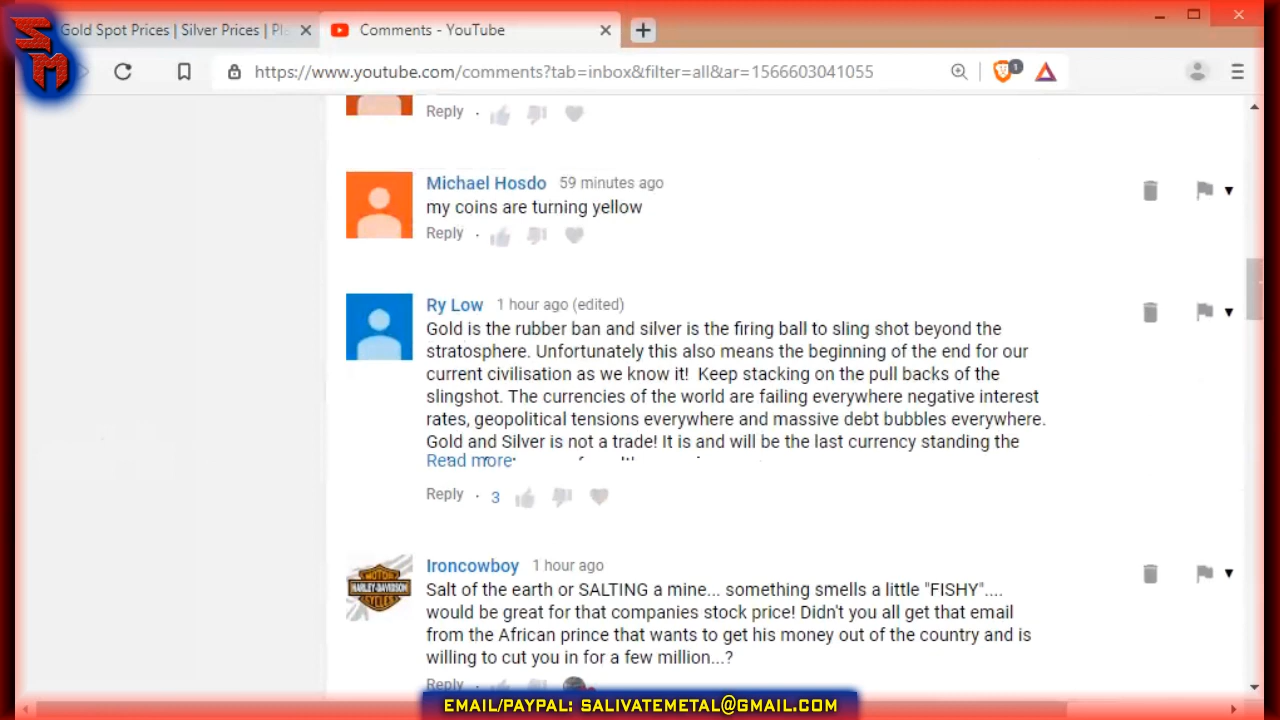 SM
Gold Spot Prices | Silver Prices | Pl
Comments - YouTube
https://www.youtube.com/comments?tab=inbox&filter=all&ar=1566603041055
1
Reply ·
Michael Hosdo 59 minutes ago
my coins are turning yellow
Reply ·
Ry Low 1 hour ago (edited)
Gold is the rubber ban and silver is the firing ball to sling shot beyond the
stratosphere. Unfortunately this also means the beginning of the end for our
current civilisation as we know it! Keep stacking on the pull backs of the
slingshot. The currencies of the world are failing everywhere negative interest
rates, geopolitical tensions everywhere and massive debt bubbles everywhere.
Gold and Silver is not a trade! It is and will be the last currency standing the
Read more
Reply · 3
Ironcowboy 1 hour ago
MOTOR
HARLEY-DAVIDSON
CYCLES
Salt of the earth or SALTING a mine... something smells a little "FISHY"....
would be great for that companies stock price! Didn't you all get that email
from the African prince that wants to get his money out of the country and is
willing to cut you in for a few million...?
Reply ·
EMAIL/PAYPAL: SALIVATEMETAL@GMAIL.COM